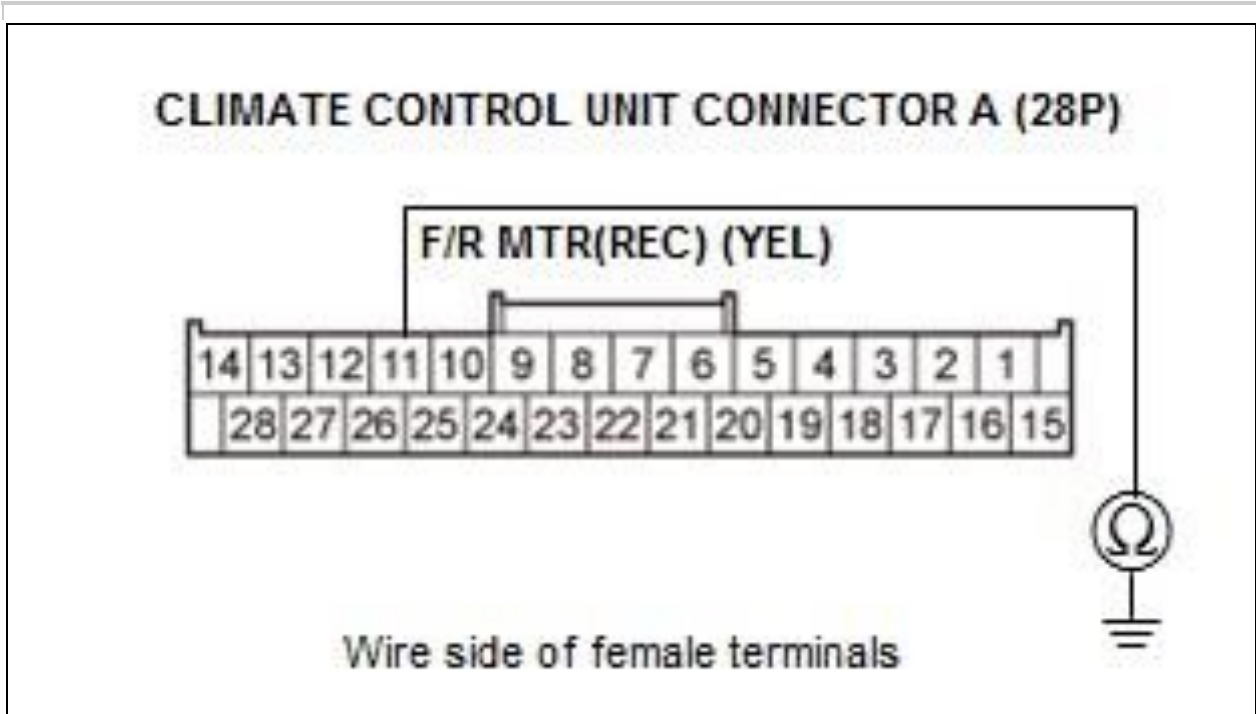 CLIMATE CONTROL UNIT CONNECTOR A (28P)
F/R MTR(REC) (YEL)
14 13 12 11 10 9 8 7 6 5 4 3 2 1
28 27 26 25 24 23 22 21 20 19 18 17 16 15
Ω
Wire side of female terminals